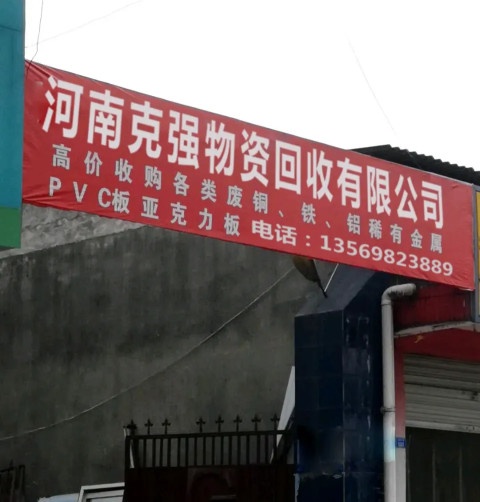 河南克强物资回收有限公司
高价收购各类废铜、铁、铝稀有金属
PVC板亚克力板 电话：13569823889